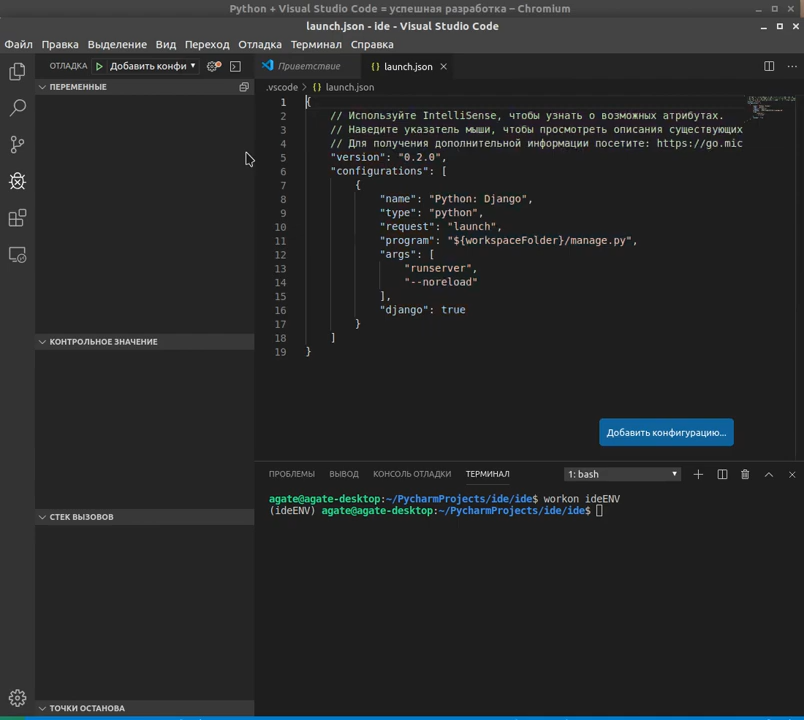 Python + Visual Studio Code = успешная разработка – Chromium
launch.json - ide - Visual Studio Code
Файл Правка Выделение Вид Переход Отладка Терминал Справка
ОТЛАДКА Добавить конфи
Приветствие
{} launch.json
.vscode > {} launch.json
ПЕРЕМЕННЫЕ
1 {
2 // Используйте IntelliSense, чтобы узнать о возможных атрибутах.
3 // Наведите указатель мыши, чтобы просмотреть описания существующих
4 // Для получения дополнительной информации посетите: https://go.mic
5 "version": "0.2.0",
6 "configurations": [
7 {
8 "name": "Python: Django",
9 "type": "python",
10 "request": "launch",
11 "program": "${workspaceFolder}/manage.py",
12 "args": [
13 "runserver",
14 "--noreload"
15 ],
16 "django": true
17 }
18 ]
19 }
КОНТРОЛЬНОЕ ЗНАЧЕНИЕ
СТЕК ВЫЗОВОВ
ТОЧКИ ОСТАНОВА
Добавить конфигурацию...
ПРОБЛЕМЫ ВЫВОД КОНСОЛЬ ОТЛАДКИ ТЕРМИНАЛ 1: bash
agate@agate-desktop:~/PycharmProjects/ide/ide$ workon ideENV
(ideENV) agate@agate-desktop:~/PycharmProjects/ide/ide$